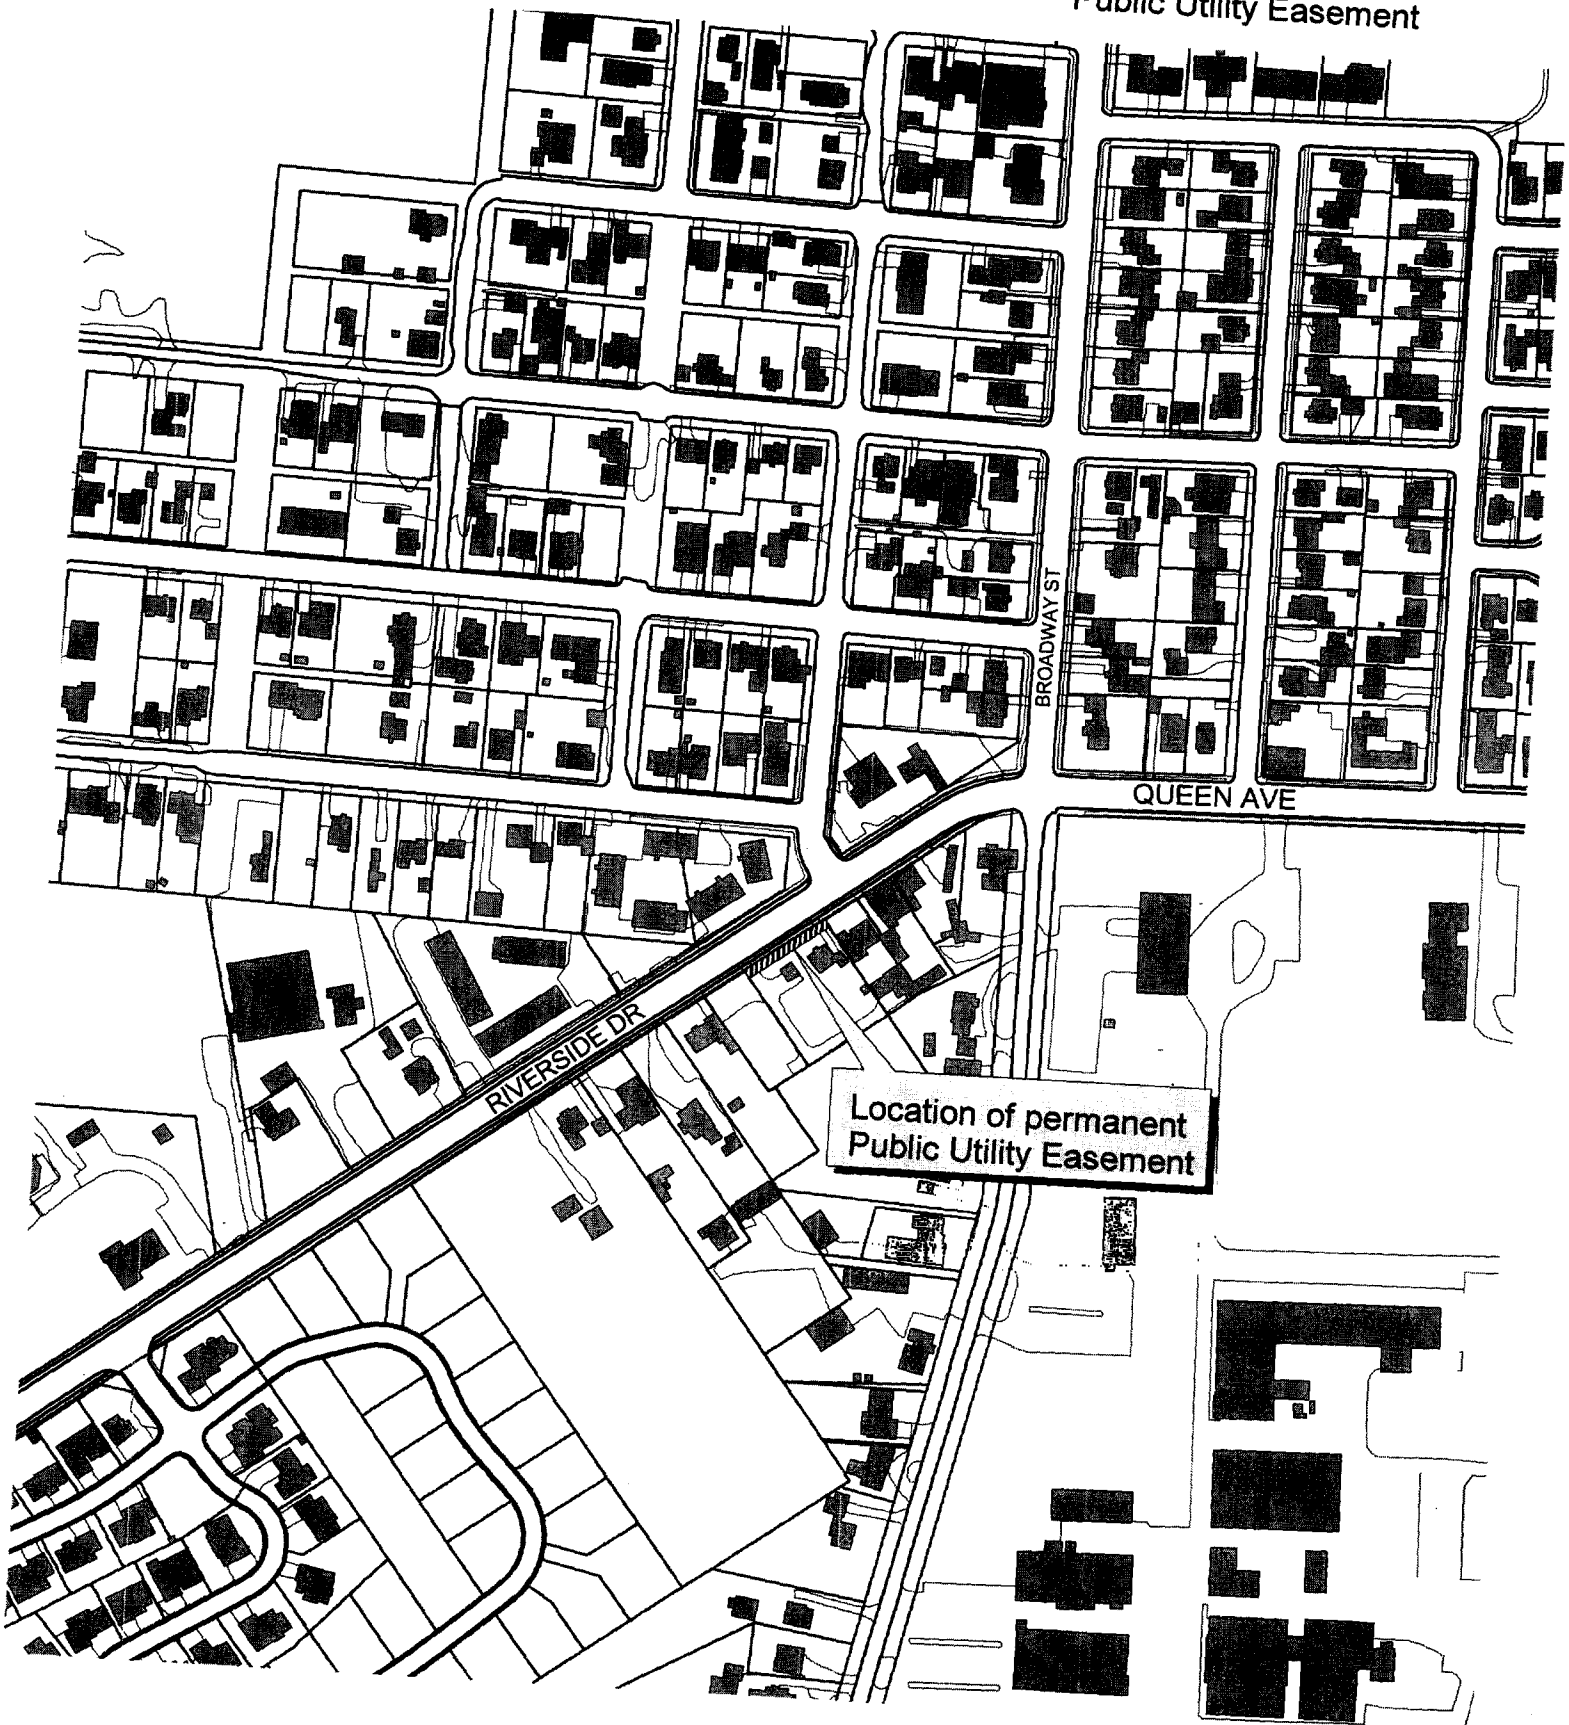 Public Utility Easement
BROADWAY ST
QUEEN AVE
RIVERSIDE DR
Location of permanent
Public Utility Easement